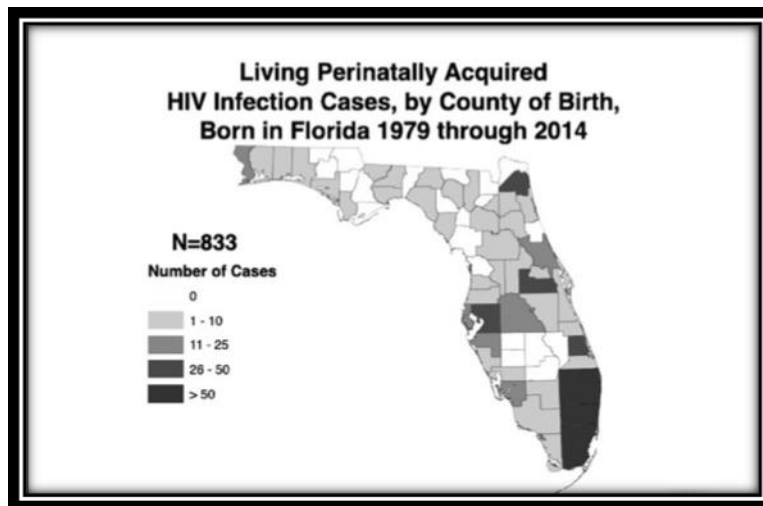 Living Perinatally Acquired
HIV Infection Cases, by County of Birth,
Born in Florida 1979 through 2014
N=833
Number of Cases
0
1 - 10
11 - 25
26 - 50
> 50